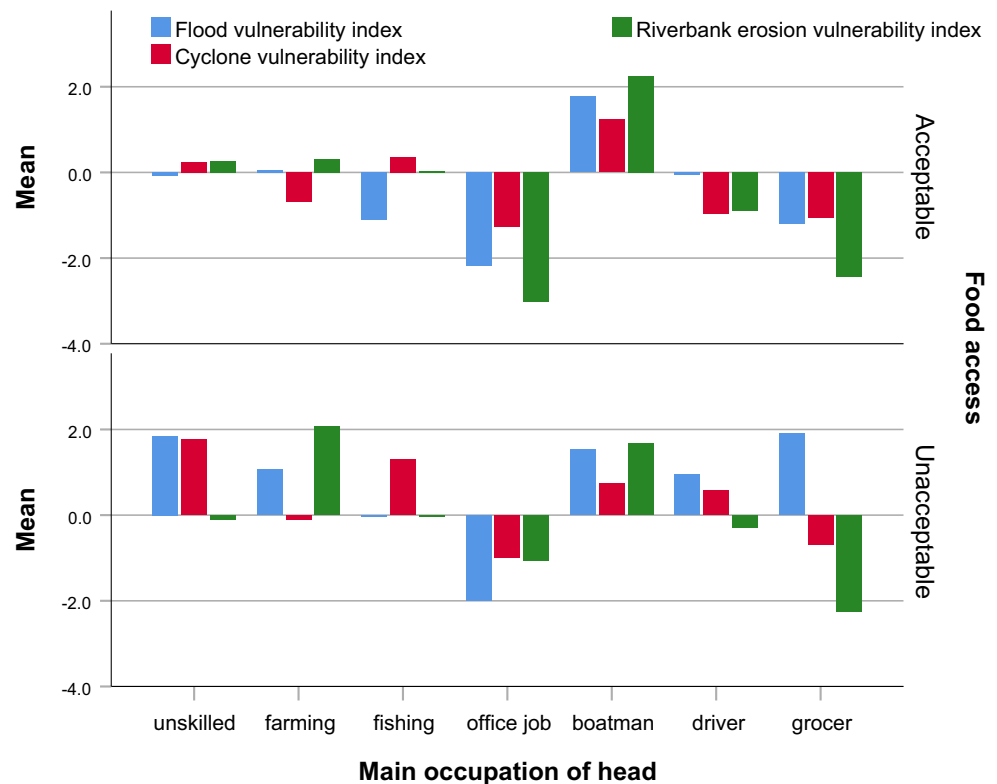 Flood vulnerability index
Cyclone vulnerability index
Riverbank erosion vulnerability index
Mean
2.0
0.0
-2.0
-4.0
Acceptable
Mean
2.0
0.0
-2.0
-4.0
Unacceptable
Food access
unskilled farming fishing office job boatman driver grocer
Main occupation of head